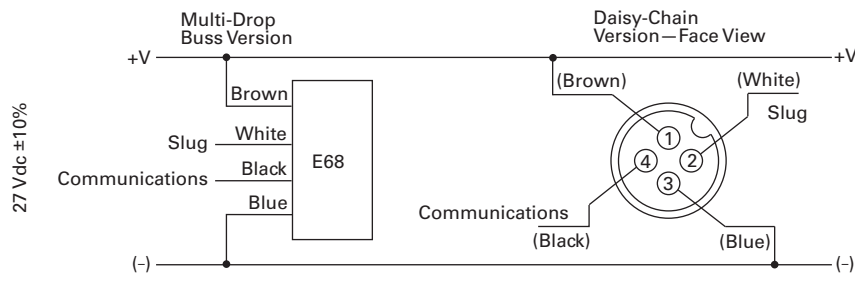 Multi-Drop
Buss Version
Daisy-Chain
Version—Face View
+V
+V
27 Vdc ±10%
Brown
Slug
White
Communications
Black
Blue
E68
(Brown)
(White)
Slug
1
4
2
3
Communications
(Black)
(Blue)
(–)
(–)